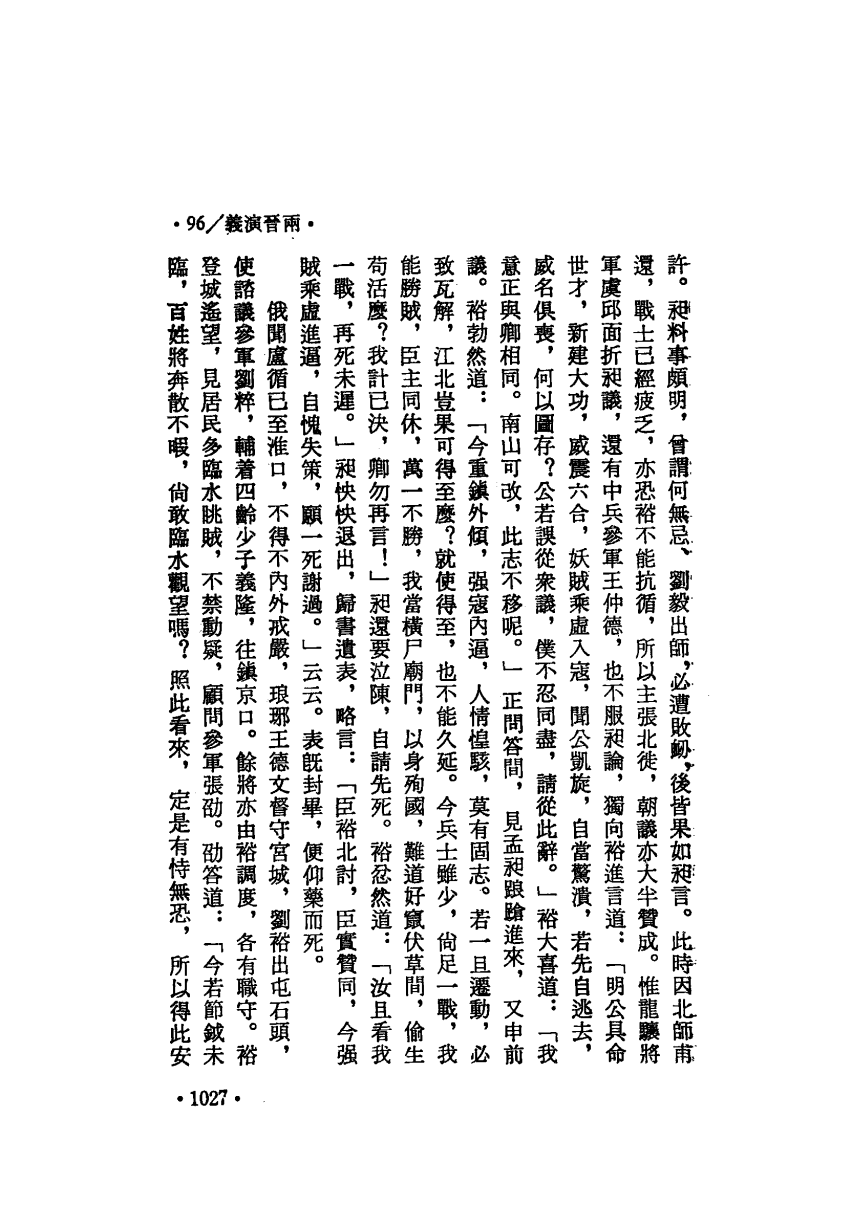 •96／義演晉兩•
許。昶料事頗明，曾謂何無忌、劉毅出師，必遭敗衂，後皆果如昶言。此時因北師甫
還，戰士已經疲乏，亦恐裕不能抗循，所以主張北徙，朝議亦大半贊成。惟龍驤將
軍虞邱面折昶議，還有中兵參軍王仲德，也不服昶論，獨向裕進言道：「明公具命
世才，新建大功，威震六合，妖賊乘虛入寇，聞公凱旋，自當驚潰，若先自逃去，
威名俱喪，何以圖存？公若誤從衆議，僕不忍同盡，請從此辭。」裕大喜道：「我
意正與卿相同。南山可改，此志不移呢。」正問答間，見孟昶踉蹌進來，又申前
議。裕勃然道：「今重鎭外傾，强寇內逼，人情惶駭，莫有固志。若一旦遷動，必
致瓦解，江北豈果可得至麼？就使得至，也不能久延。今兵士雖少，尙足一戰，我
能勝賊，臣主同休，萬一不勝，我當橫尸廟門，以身殉國，難道好竄伏草間，偷生
苟活麼？我計已決，卿勿再言！」昶還要泣陳，自請先死。裕忿然道：「汝且看我
一戰，再死未遲。」昶怏怏退出，歸書遺表，略言：「臣裕北討，臣實贊同，今强
賊乘虛進逼，自愧失策，願一死謝過。」云云。表旣封畢，便仰藥而死。
俄聞盧循已至淮口，不得不內外戒嚴，琅琊王德文督守宮城，劉裕出屯石頭，
使諮議參軍劉粹，輔着四齡少子義隆，往鎭京口。餘將亦由裕調度，各有職守。裕
登城遙望，見居民多臨水眺賊，不禁動疑，顧問參軍張劭。劭答道：「今若節鉞未
臨，百姓將奔散不暇，尙敢臨水觀望嗎？照此看來，定是有恃無恐，所以得此安
•1027•